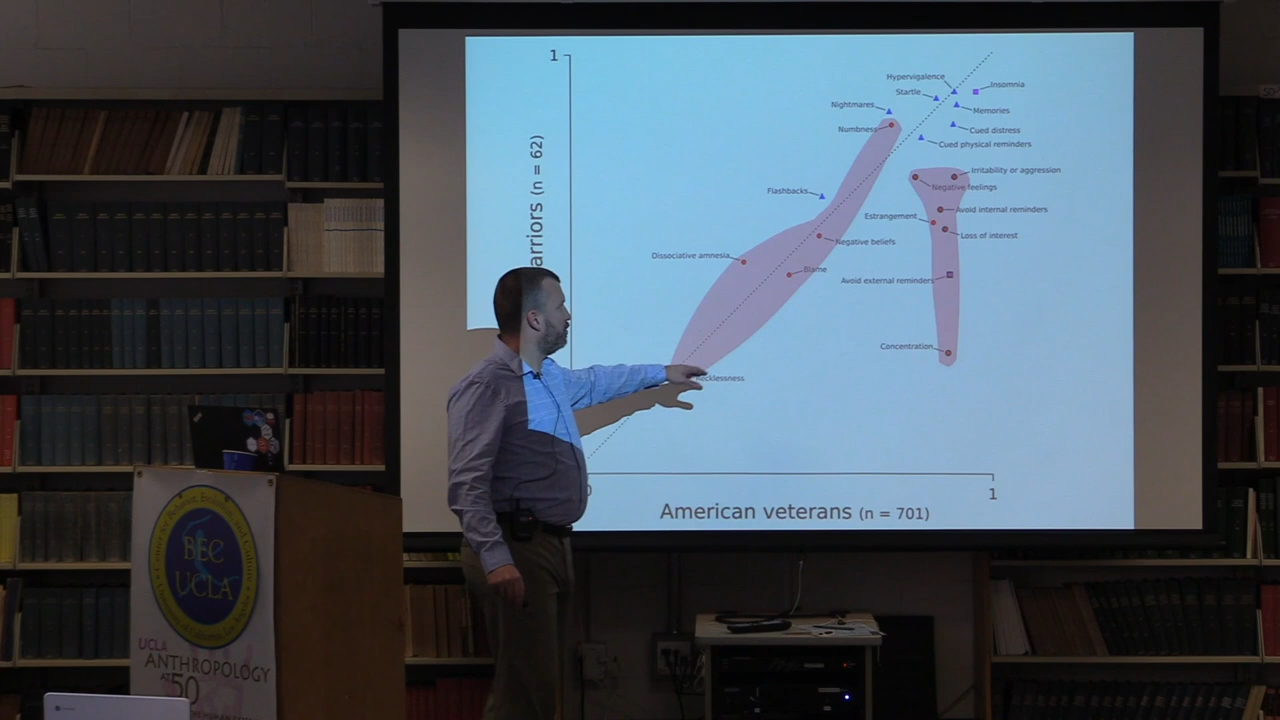 1
Hypervigalence
Insomnia
Startle
Nightmares
Memories
Numbness
Cued distress
Cued physical reminders
Irritability or aggression
Flashbacks
Negative feelings
Avoid internal reminders
Estrangement
Loss of interest
Negative beliefs
Dissociative amnesia
Blame
Avoid external reminders
Concentration
Recklessness
arriors (n = 62)
0
1
American veterans (n = 701)
BEC
UCLA
UCLA
ANTHROPOLOGY
AT 50